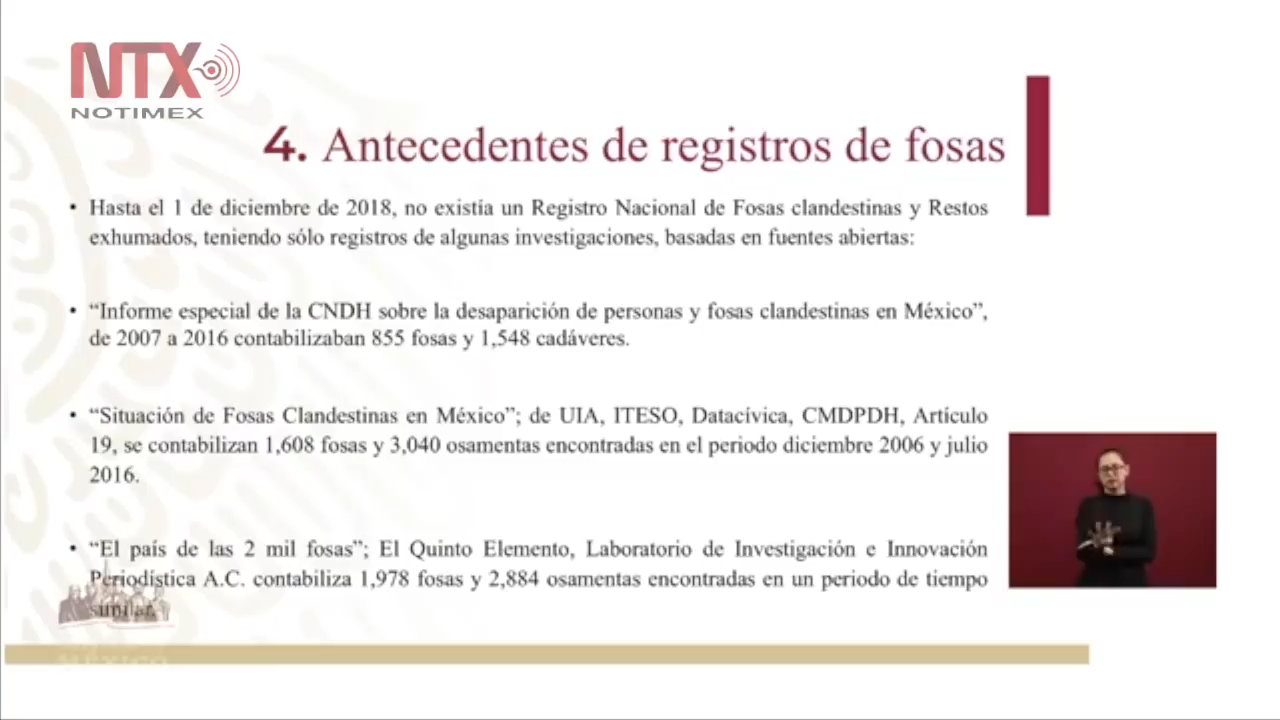 NTX
NOTIMEX
4. Antecedentes de registros de fosas
• Hasta el 1 de diciembre de 2018, no existía un Registro Nacional de Fosas clandestinas y Restos
exhumados, teniendo sólo registros de algunas investigaciones, basadas en fuentes abiertas:
• “Informe especial de la CNDH sobre la desaparición de personas y fosas clandestinas en México”,
de 2007 a 2016 contabilizaban 855 fosas y 1,548 cadáveres.
• “Situación de Fosas Clandestinas en México”; de UIA, ITESO, Datacívica, CMDPDH, Artículo
19, se contabilizan 1,608 fosas y 3,040 osamentas encontradas en el periodo diciembre 2006 y julio
2016.
• “El país de las 2 mil fosas”; El Quinto Elemento, Laboratorio de Investigación e Innovación
Periodística A.C. contabiliza 1,978 fosas y 2,884 osamentas encontradas en un periodo de tiempo
similar.
MÉXICO